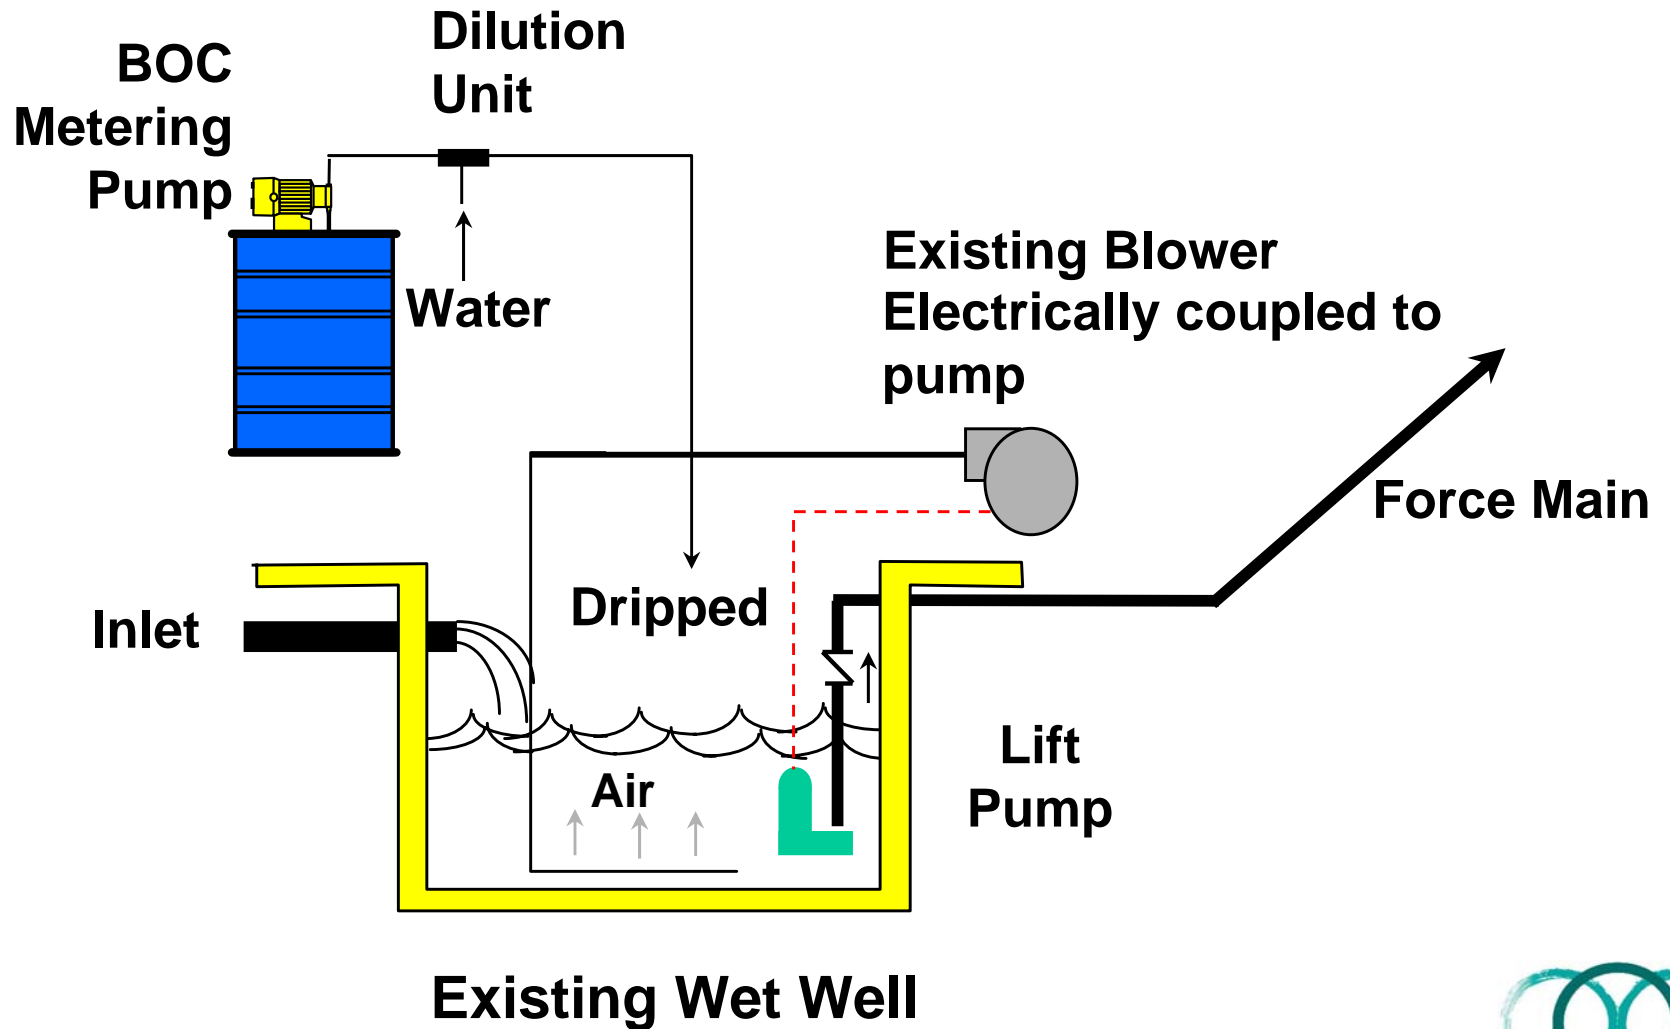 Dilution
Unit
BOC
Metering
Pump
Water
Existing Blower
Electrically coupled to
pump
Force Main
Dripped
Inlet
Air
Lift
Pump
Existing Wet Well